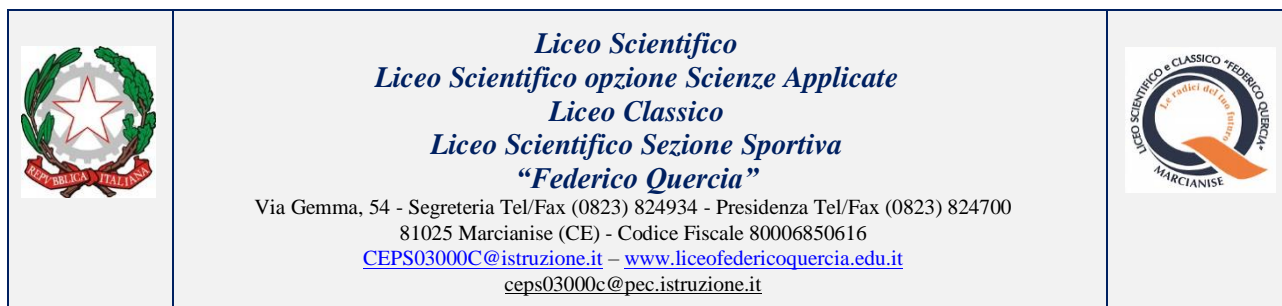 Liceo Scientifico
Liceo Scientifico opzione Scienze Applicate
Liceo Classico
Liceo Scientifico Sezione Sportiva
“Federico Quercia”
Via Gemma, 54 - Segreteria Tel/Fax (0823) 824934 - Presidenza Tel/Fax (0823) 824700
81025 Marcianise (CE) - Codice Fiscale 80006850616
CEPS03000C@istruzione.it – www.liceofedericoquercia.edu.it
ceps03000c@pec.istruzione.it
REPVBBLICA ITALIANA
LICEO SCIENTIFICO e CLASSICO "FEDERICO QUERCIA"
Le radici del tuo futuro
MARCIANISE